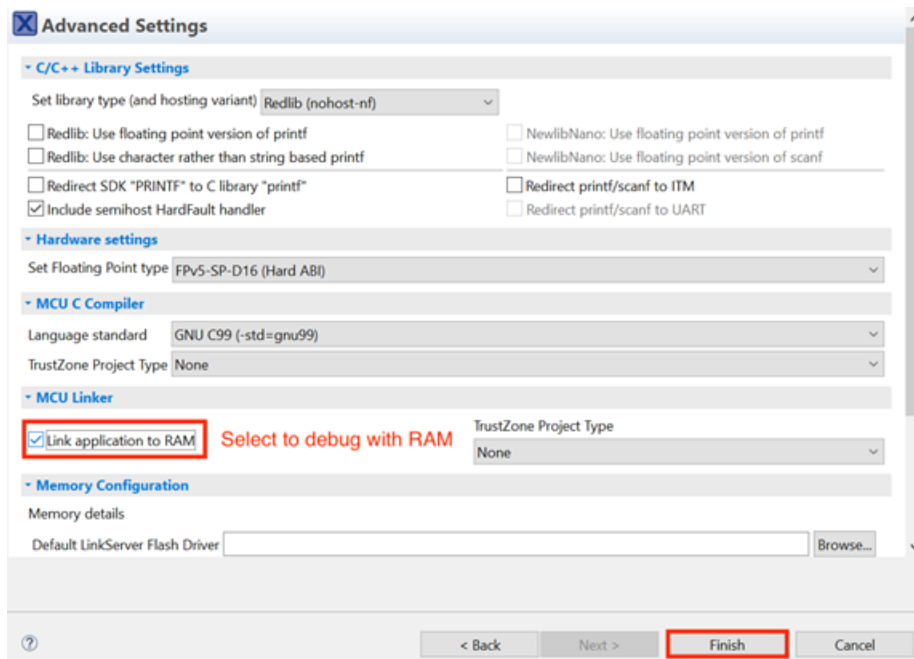 Advanced Settings
C/C++ Library Settings
Set library type (and hosting variant) Redlib (nohost-nf)
Redlib: Use floating point version of printf NewlibNano: Use floating point version of printf
Redlib: Use character rather than string based printf NewlibNano: Use floating point version of scanf
Redirect SDK "PRINTF" to C library "printf" Redirect printf/scanf to ITM
Include semihost HardFault handler Redirect printf/scanf to UART
Hardware settings
Set Floating Point type FPv5-SP-D16 (Hard ABI)
MCU C Compiler
Language standard GNU C99 (-std=gnu99)
TrustZone Project Type None
MCU Linker
Link application to RAM Select to debug with RAM TrustZone Project Type
None
Memory Configuration
Memory details
Default LinkServer Flash Driver Browse...
? < Back Next > Finish Cancel